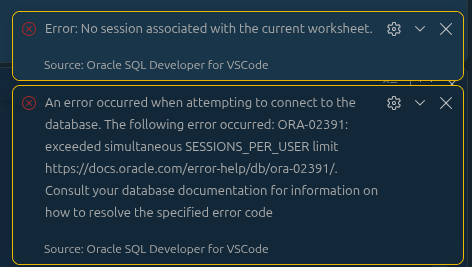 Error: No session associated with the current worksheet.
Source: Oracle SQL Developer for VSCode
An error occurred when attempting to connect to the
database. The following error occurred: ORA-02391:
exceeded simultaneous SESSIONS_PER_USER limit
https://docs.oracle.com/error-help/db/ora-02391/.
Consult your database documentation for information on
how to resolve the specified error code
Source: Oracle SQL Developer for VSCode